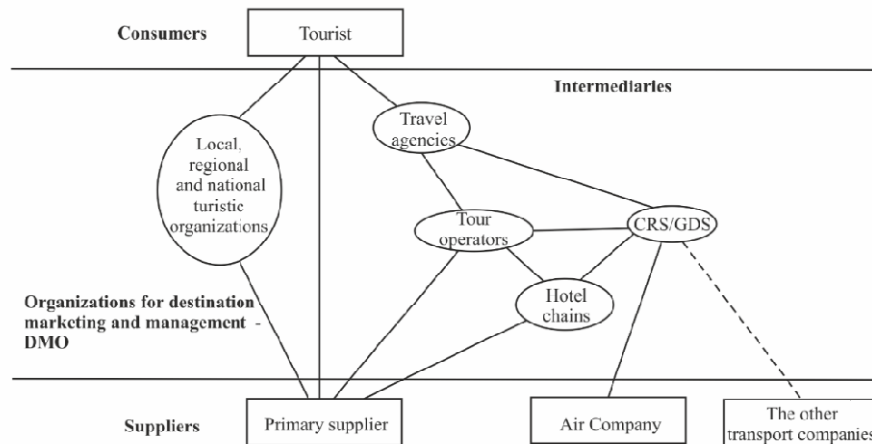 Consumers
Tourist
Intermediaries
Travel
agencies
Local,
regional
and national
turistic
organizations
Tour
operators
CRS/GDS
Hotel
chains
Organizations for destination
marketing and management -
DMO
Suppliers
Primary supplier
Air Company
The other
transport companies